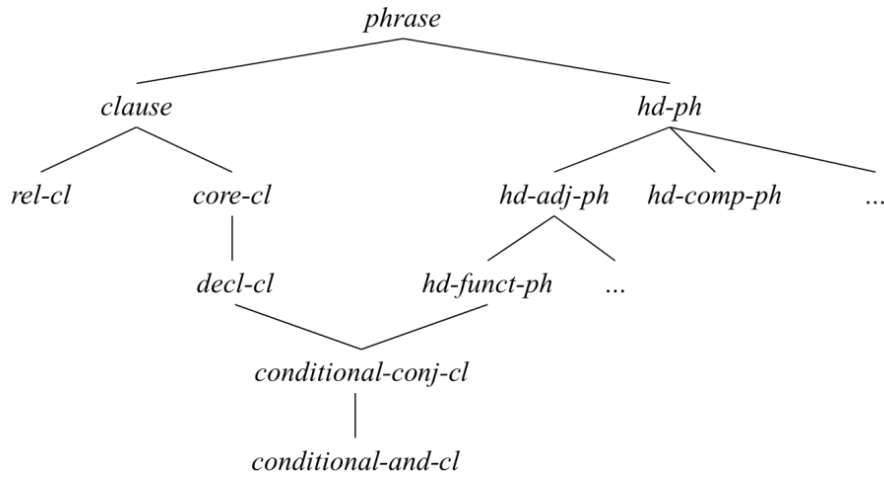 phrase
clause hd-ph
rel-cl core-cl hd-adj-ph hd-comp-ph ...
decl-cl hd-funct-ph ...
conditional-conj-cl
conditional-and-cl